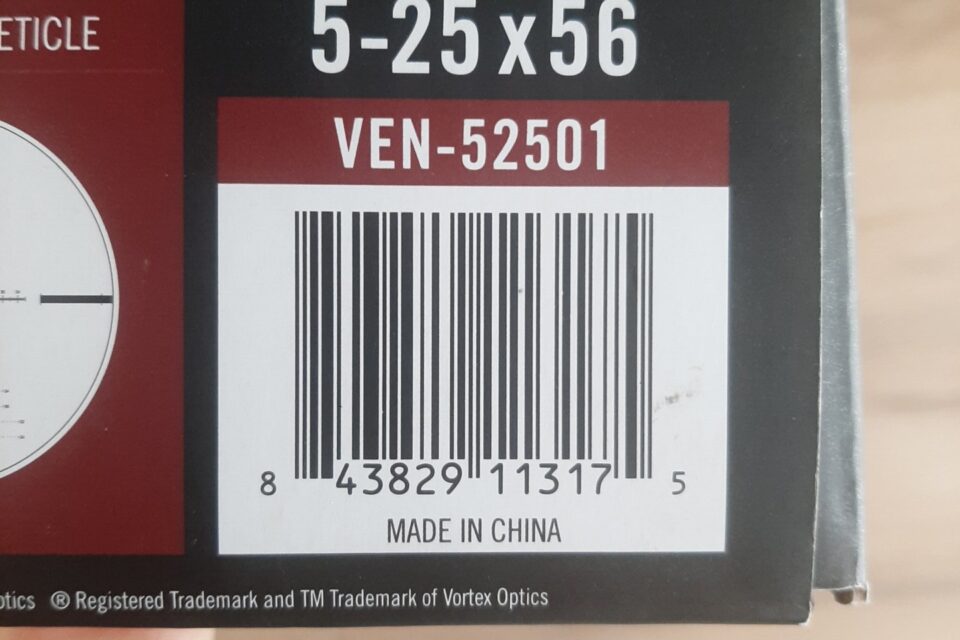 ETICLE
5-25x56
VEN-52501
8 43829 11317 5
MADE IN CHINA
ptics ® Registered Trademark and TM Trademark of Vortex Optics